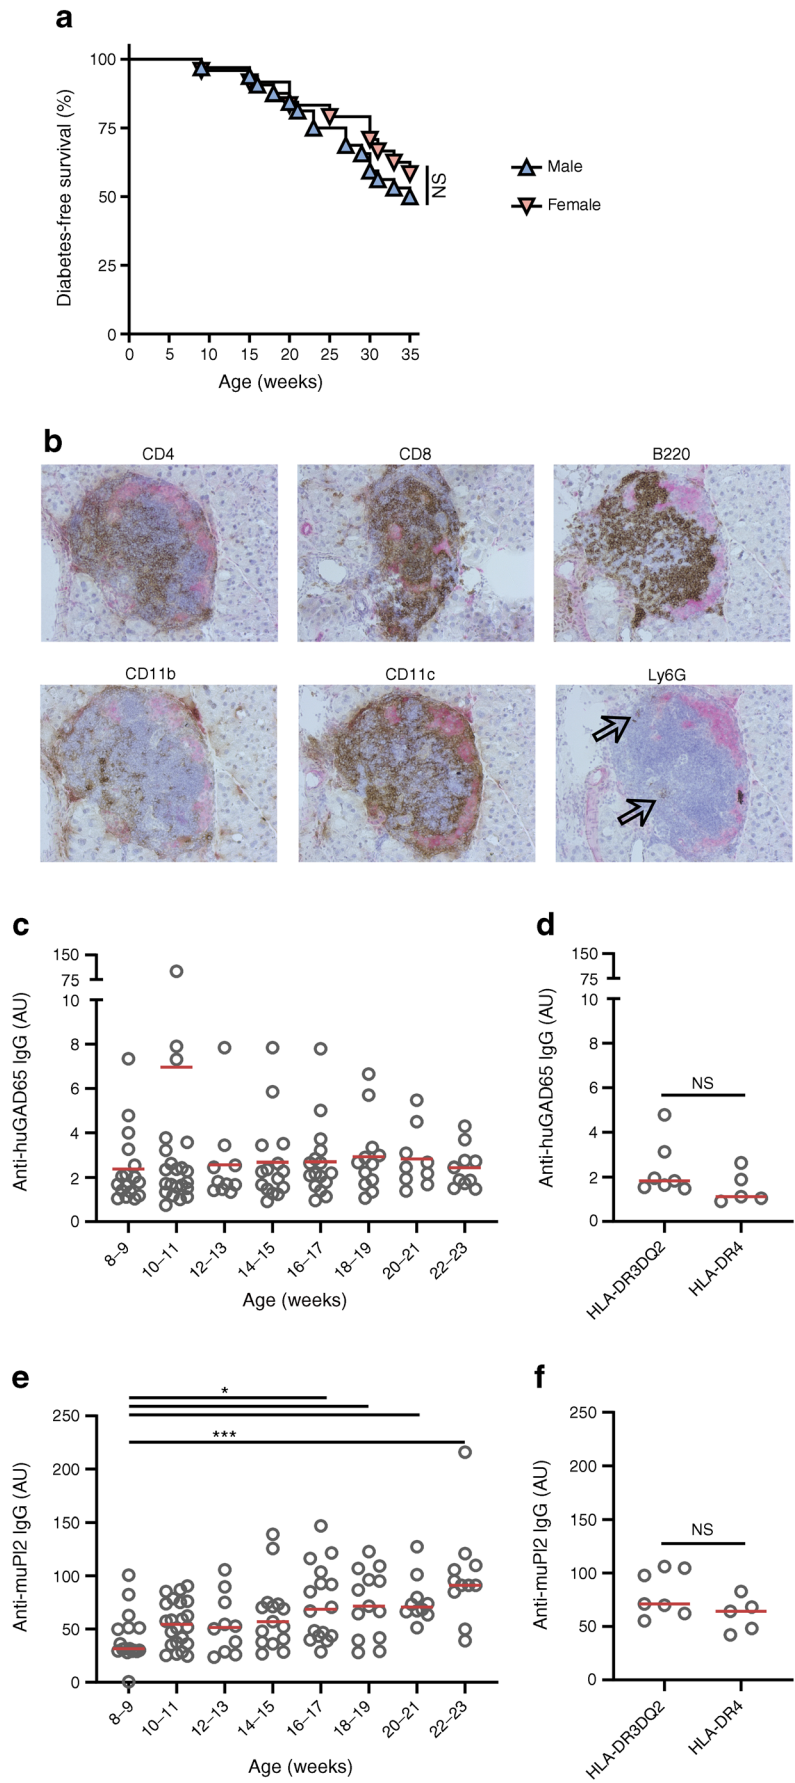 a
100
75
50
25
0
Diabetes-free survival (%)
0 5 10 15 20 25 30 35
Age (weeks)
NS
Male
Female
b
CD4 CD8 B220
CD11b CD11c Ly6G
c
150
75
10
8
6
4
2
0
Anti-huGAD65 IgG (AU)
8–9 10–11 12–13 14–15 16–17 18–19 20–21 22–23
Age (weeks)
d
150
75
10
8
6
4
2
0
Anti-huGAD65 IgG (AU)
NS
HLA-DR3DQ2 HLA-DR4
e
*
***
250
200
150
100
50
0
Anti-muPI2 IgG (AU)
8–9 10–11 12–13 14–15 16–17 18–19 20–21 22–23
Age (weeks)
f
250
200
150
100
50
0
Anti-muPI2 IgG (AU)
NS
HLA-DR3DQ2 HLA-DR4